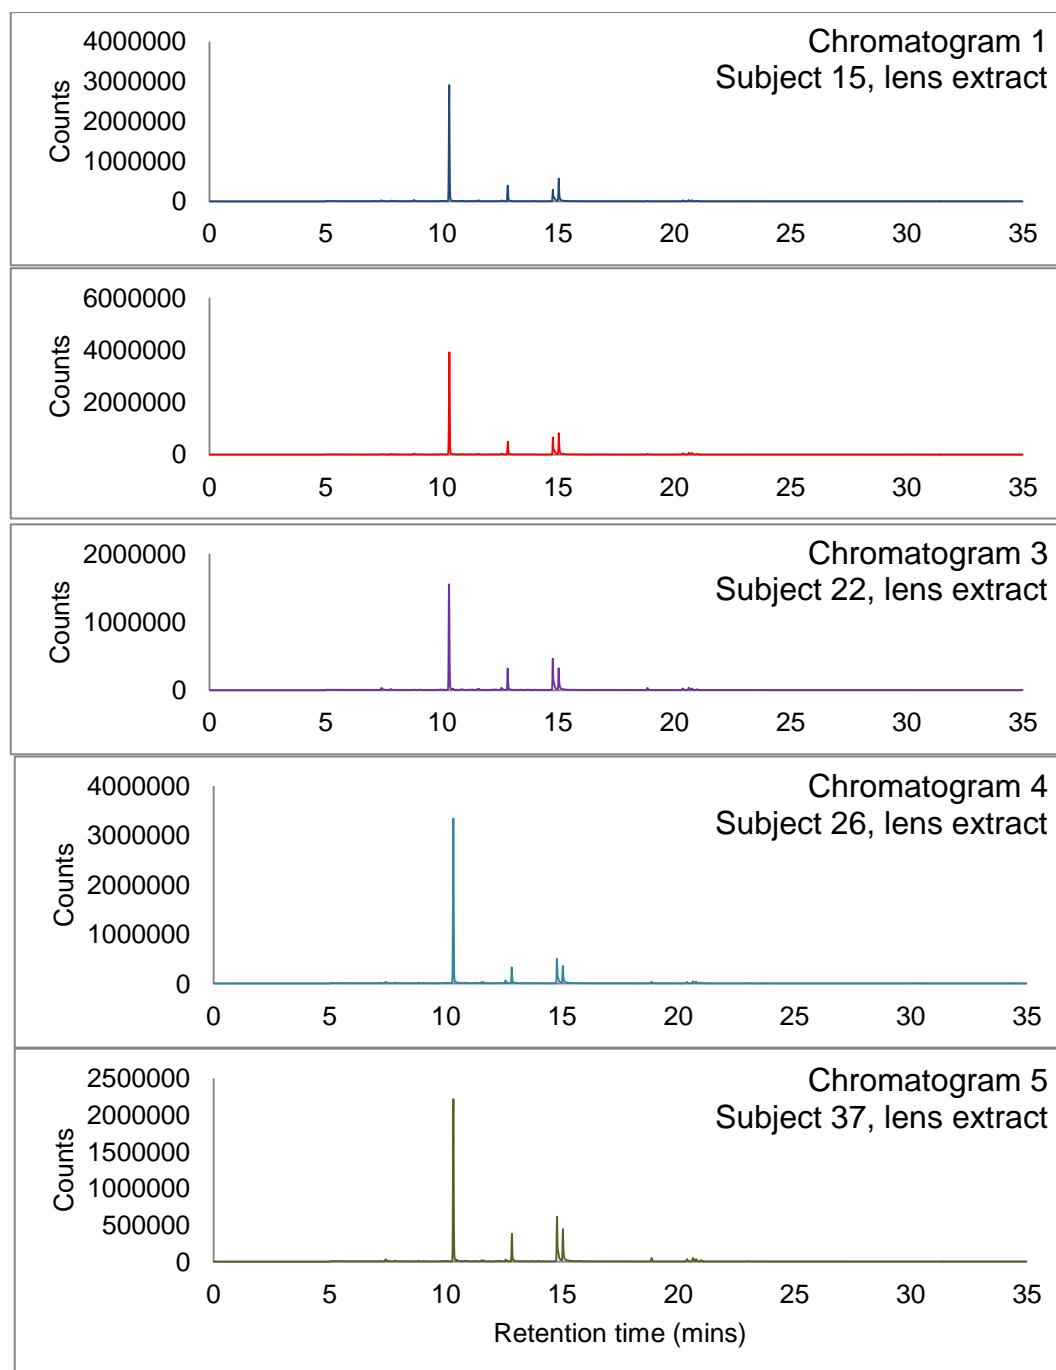 Chromatogram 1
Subject 15, lens extract
Counts
4000000
3000000
2000000
1000000
0
0 5 10 15 20 25 30 35
Counts
6000000
4000000
2000000
0
0 5 10 15 20 25 30 35
Chromatogram 3
Subject 22, lens extract
Counts
2000000
1000000
0
0 5 10 15 20 25 30 35
Chromatogram 4
Subject 26, lens extract
Counts
4000000
3000000
2000000
1000000
0
0 5 10 15 20 25 30 35
Chromatogram 5
Subject 37, lens extract
Counts
2500000
2000000
1500000
1000000
500000
0
0 5 10 15 20 25 30 35
Retention time (mins)